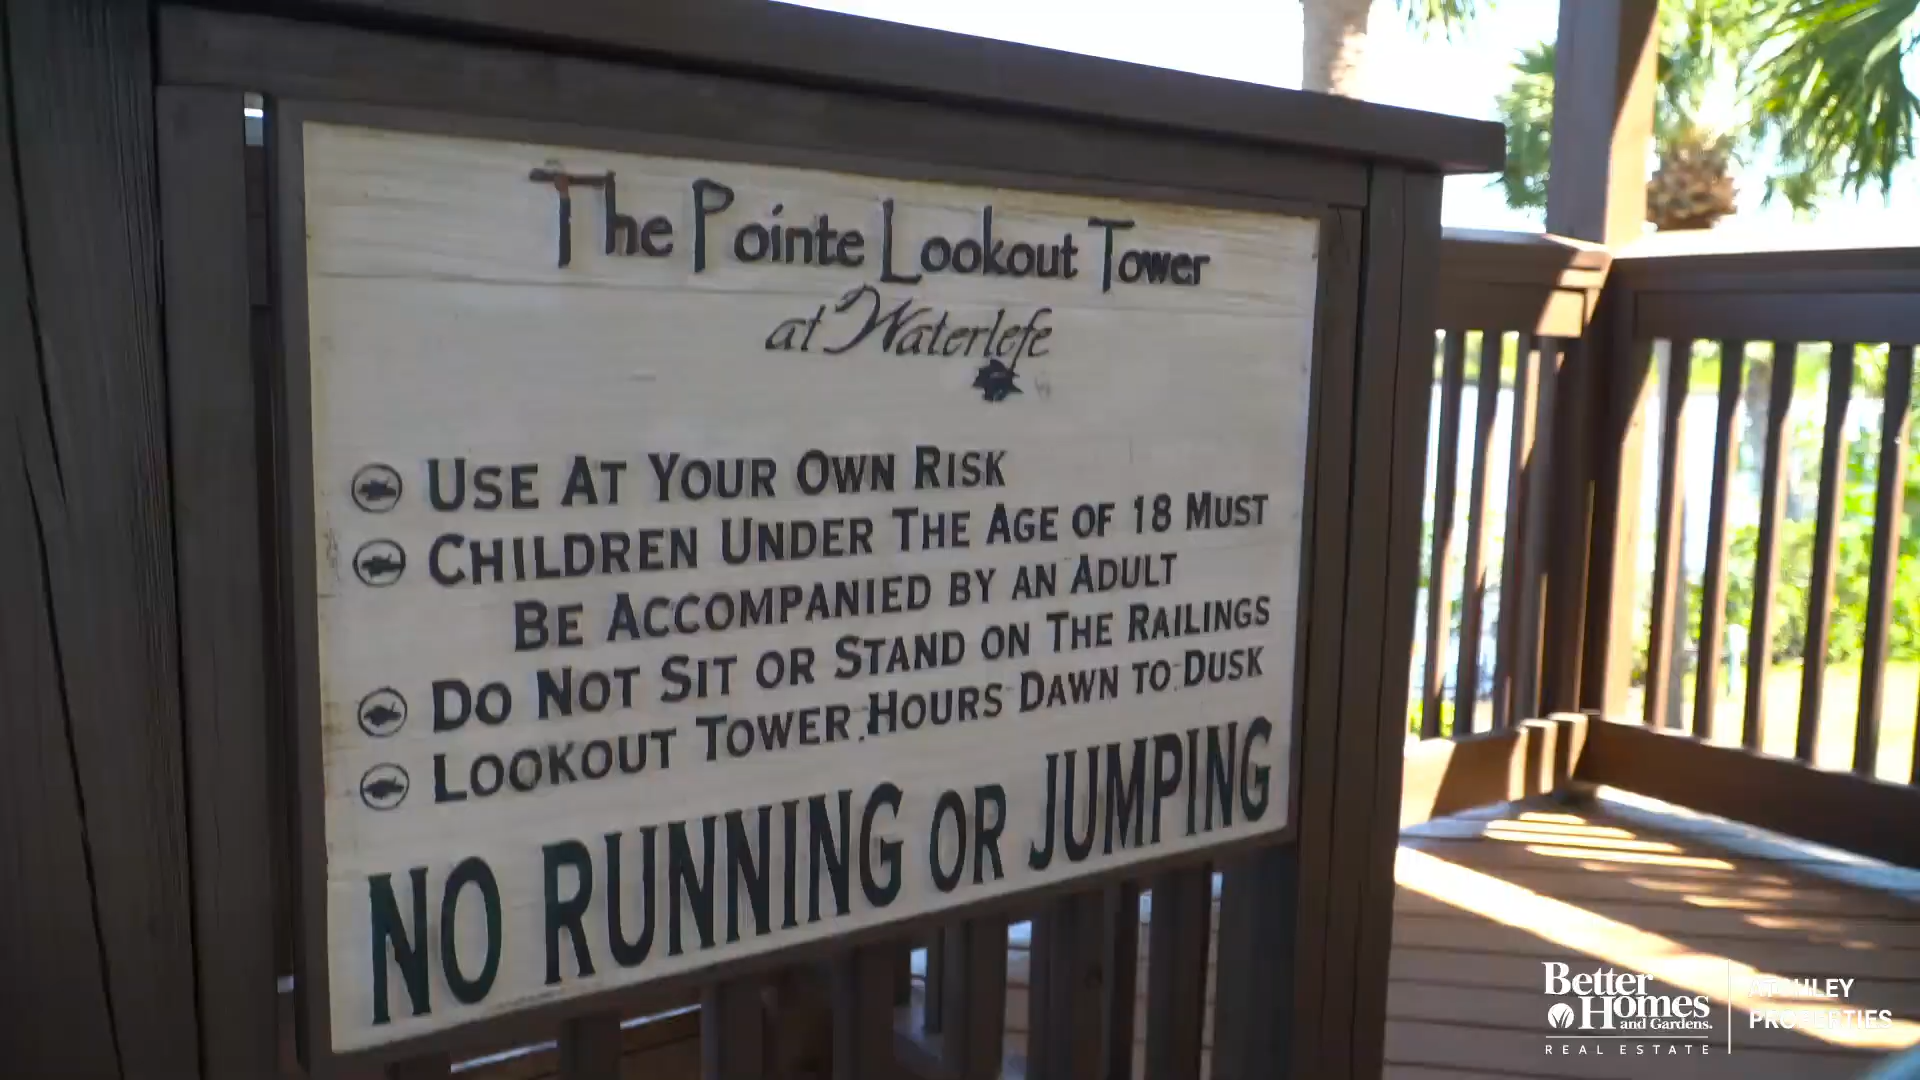 The Pointe Lookout Tower
at Waterlefe
USE AT YOUR OWN RISK
CHILDREN UNDER THE AGE OF 18 MUST
BE ACCOMPANIED BY AN ADULT
DO NOT SIT OR STAND ON THE RAILINGS
LOOKOUT TOWER HOURS DAWN TO DUSK
NO RUNNING OR JUMPING
Better
Homes
and Gardens.
REAL ESTATE
ATCHLEY
PROPERTIES